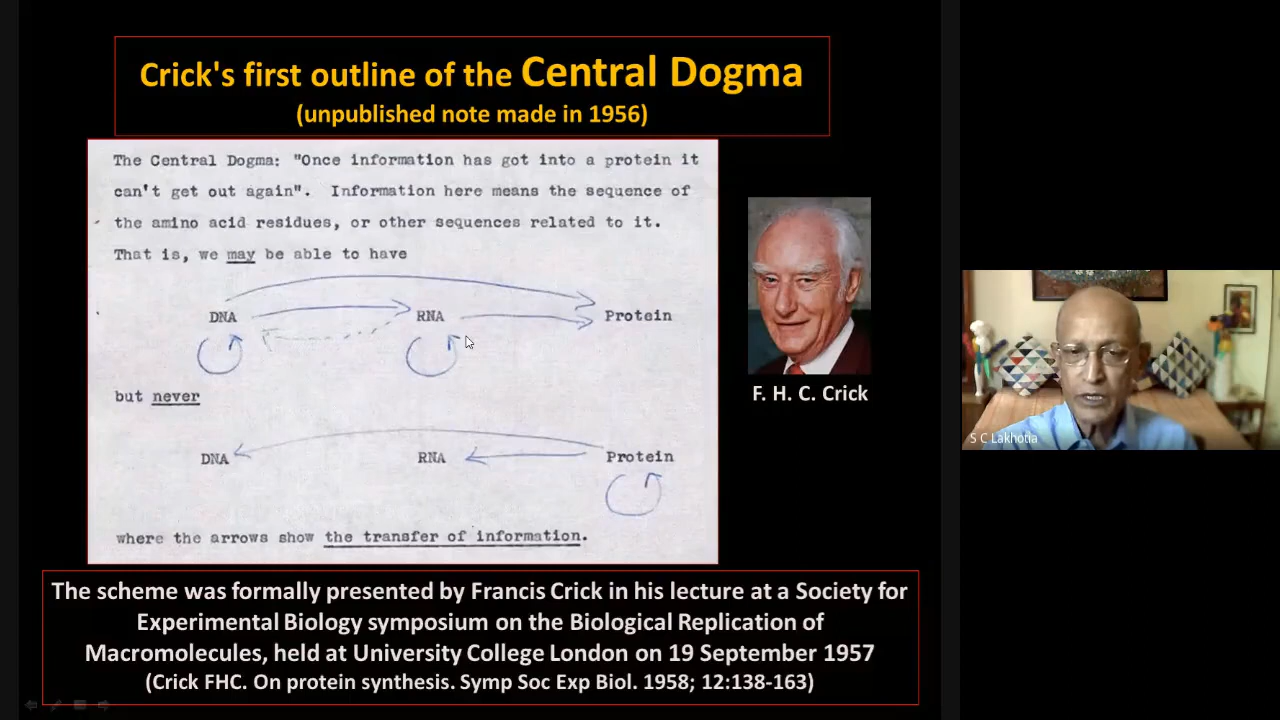 Crick's first outline of the Central Dogma
(unpublished note made in 1956)
The Central Dogma: "Once information has got into a protein it
can't get out again". Information here means the sequence of
the amino acid residues, or other sequences related to it.
That is, we may be able to have
DNA RNA Protein
but never
DNA RNA Protein
where the arrows show the transfer of information.
F. H. C. Crick
S C Lakhotia
The scheme was formally presented by Francis Crick in his lecture at a Society for
Experimental Biology symposium on the Biological Replication of
Macromolecules, held at University College London on 19 September 1957
(Crick FHC. On protein synthesis. Symp Soc Exp Biol. 1958; 12:138-163)